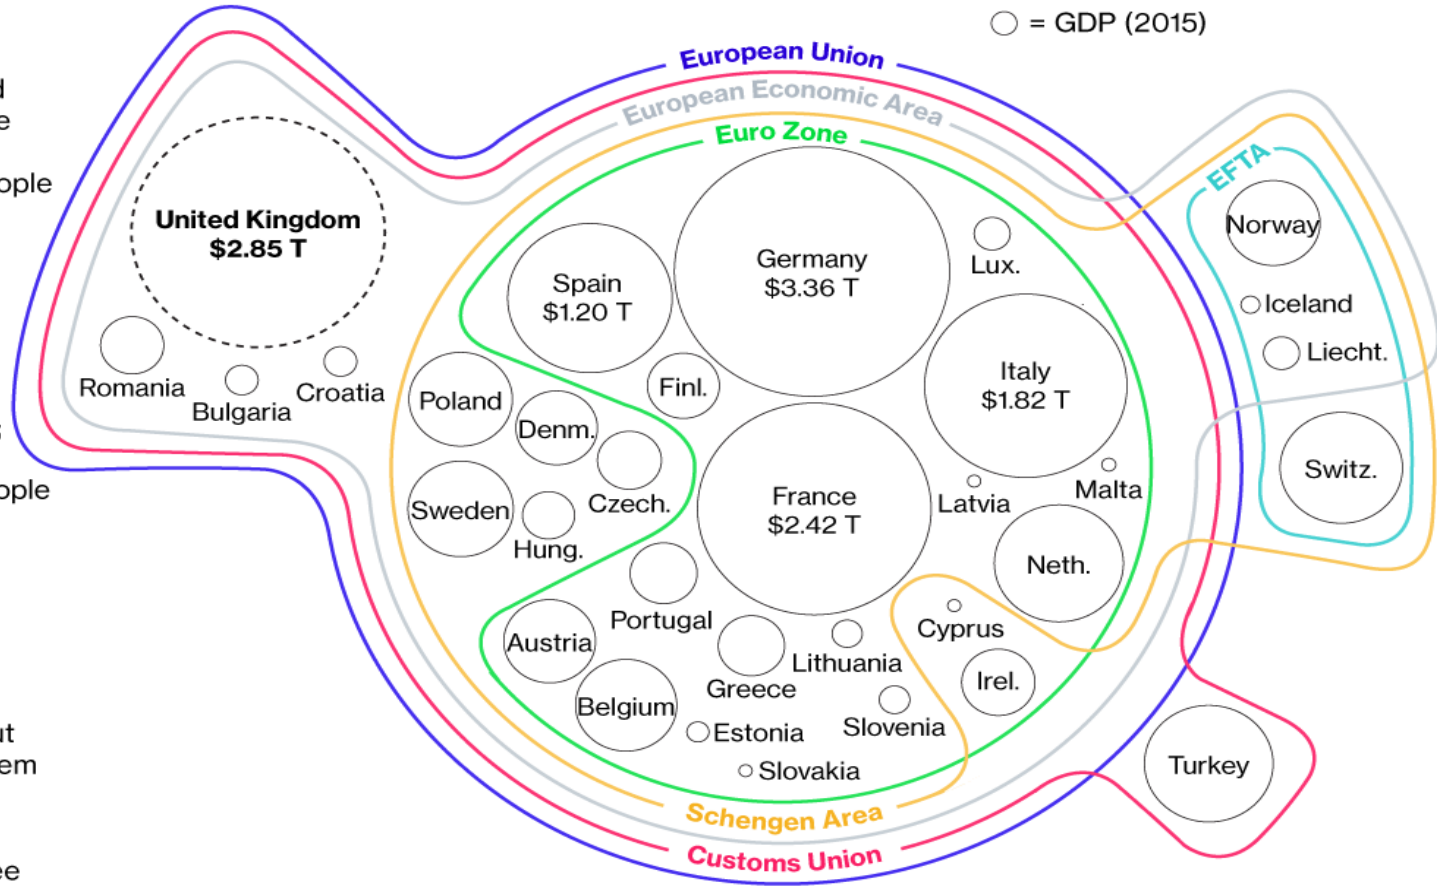 = GDP (2015)
European Union
European Economic Area
Euro Zone
EFTA
d
e
ople
United Kingdom
$2.85 T
Romania
Bulgaria
Croatia
Spain
$1.20 T
Germany
$3.36 T
Lux.
Norway
Iceland
Liecht.
Italy
$1.82 T
Finl.
Poland
Denm.
Czech.
Sweden
Hung.
France
$2.42 T
Latvia
Malta
Switz.
ople
Neth.
Portugal
Cyprus
Austria
Lithuania
Greece
Irel.
Belgium
Slovenia
Estonia
Slovakia
ut
em
Turkey
Schengen Area
Customs Union
ee